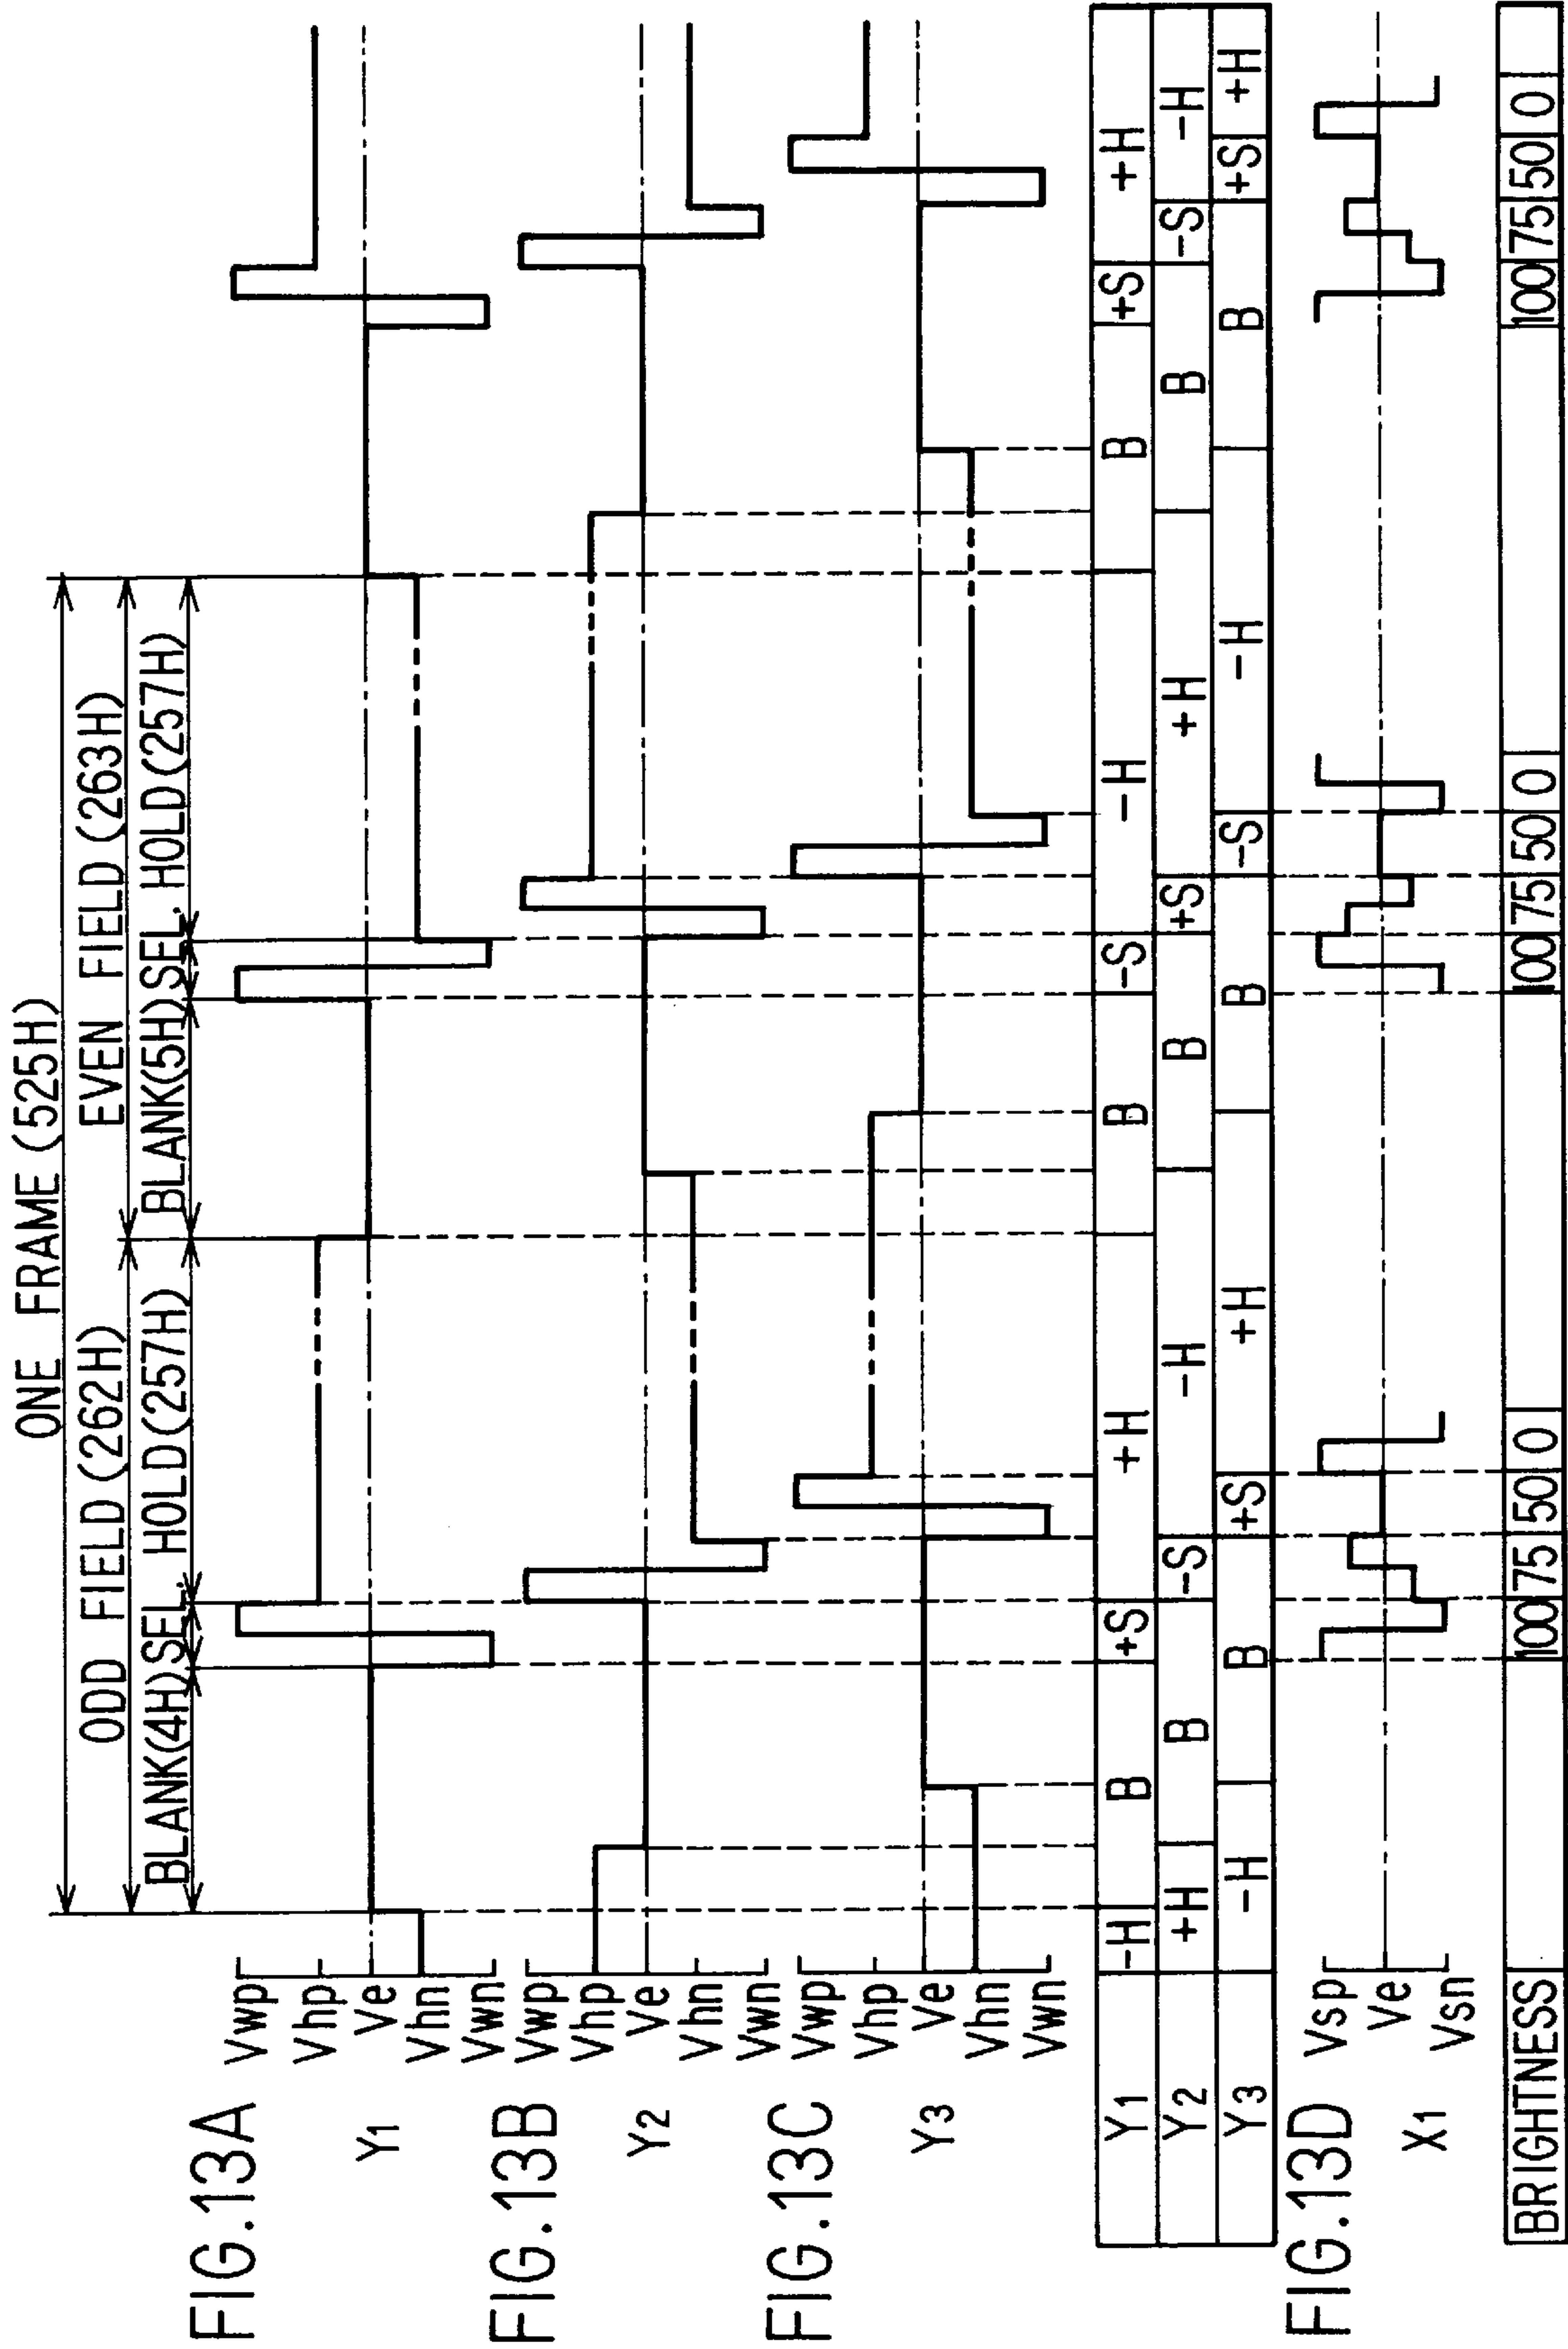 ONE FRAME (525H)
ODD FIELD (262H) EVEN FIELD (263H)
BLANK(4H) SEL. HOLD(257H) BLANK(5H) SEL. HOLD(257H)
FIG.13A
Y1
Vwp
Vhp
Ve
Vhn
Vwn
FIG.13B
Y2
Vwp
Vhp
Ve
Vhn
Vwn
FIG.13C
Y3
Vwp
Vhp
Ve
Vhn
Vwn
Y1 -H B +S +H B -S -H B +S +H
Y2 +H B -S -H B +S +H B -S -H
Y3 -H B +S +H B -S -H B +S +H
FIG.13D
X1
Vsp
Ve
Vsn
BRIGHTNESS 100 75 50 0 100 75 50 0 100 75 50 0